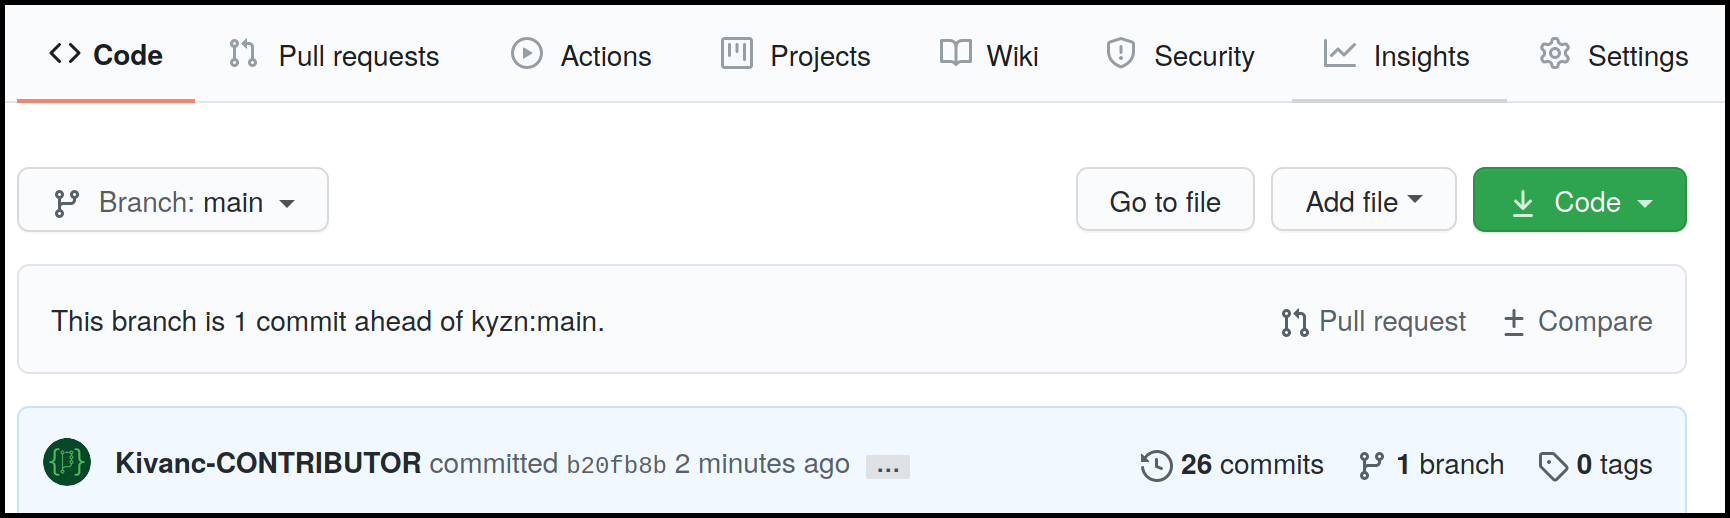 Code Pull requests Actions Projects Wiki Security Insights Settings
Branch: main Go to file Add file Code
This branch is 1 commit ahead of kyzn:main. Pull request Compare
Kivanc-CONTRIBUTOR committed b20fb8b 2 minutes ago ... 26 commits 1 branch 0 tags